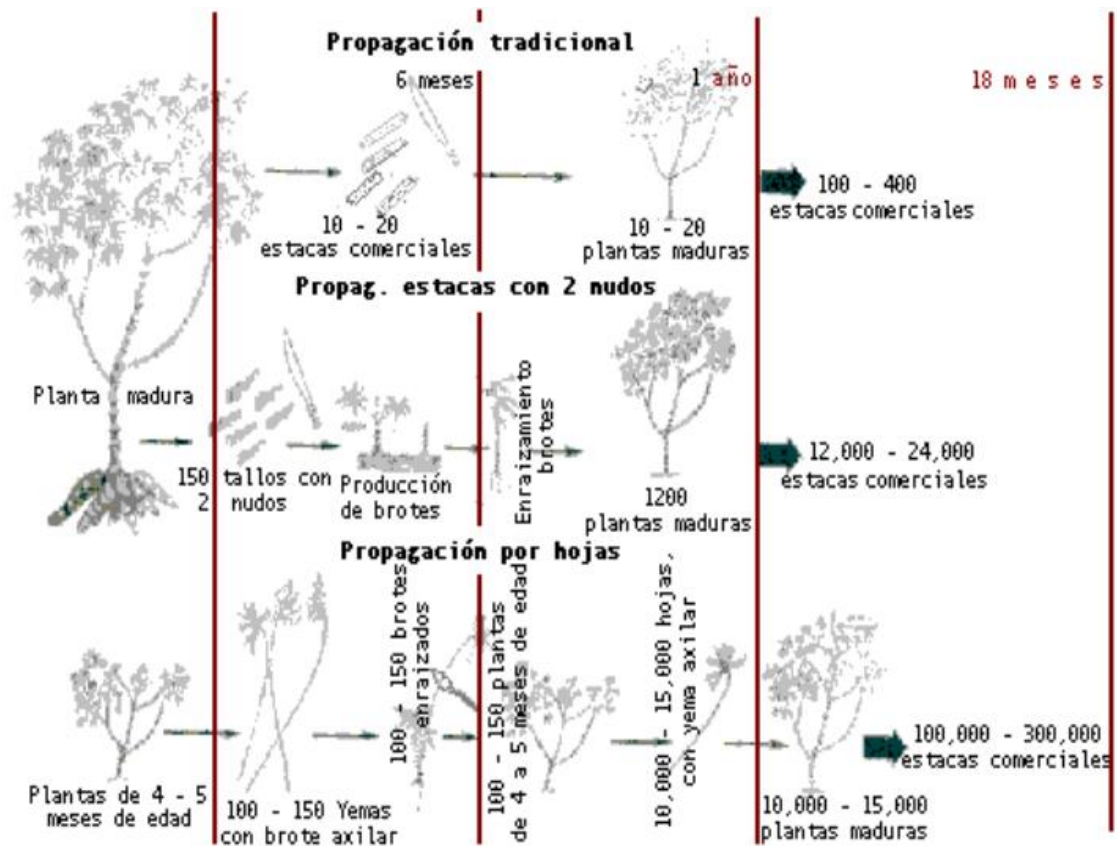 Propagación tradicional
6 meses
1 año
18 meses
10 - 20
estacas comerciales
10 - 20
plantas maduras
100 - 400
estacas comerciales
Propag. estacas con 2 nudos
Planta madura
150 tallos con
2 nudos
Producción
de brotes
Enraizamiento
brotes
1200
plantas maduras
12,000 - 24,000
estacas comerciales
Propagación por hojas
Plantas de 4 - 5
meses de edad
100 - 150 Yemas
con brote axilar
100 - 150 brotes
enraizados
100 - 150 plantas
de 4 a 5 meses de edad
10,000 - 15,000 hojas,
con yema axilar
10,000 - 15,000
plantas maduras
100,000 - 300,000
estacas comerciales